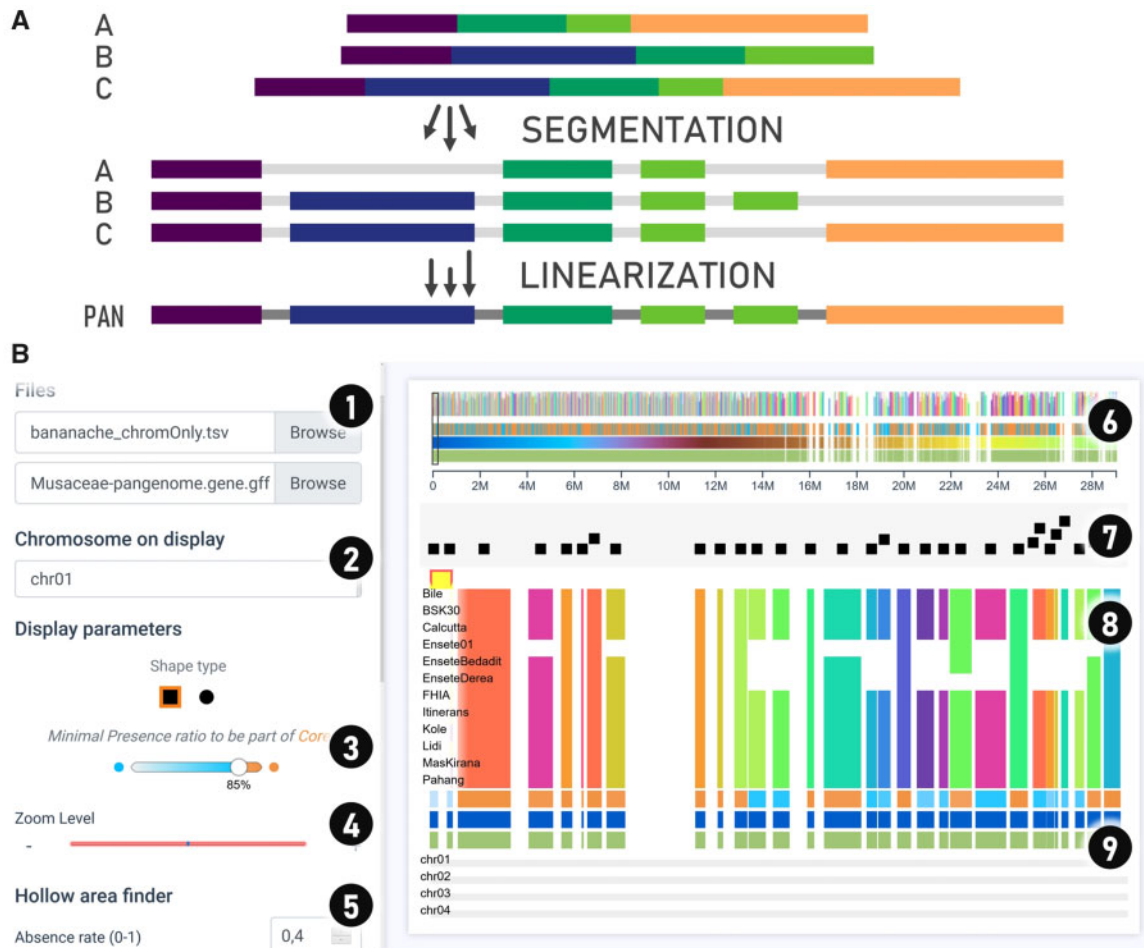 A
A
B
C
SEGMENTATION
A
B
C
LINEARIZATION
PAN
B
Files
1
bananache_chromOnly.tsv Browse
Musaceae-pangenome.gene.gff Browse
Chromosome on display
2
chr01
Display parameters
Shape type
Minimal Presence ratio to be part of Core
3
85%
Zoom Level
4
-
Hollow area finder
5
Absence rate (0-1) 0,4
6
0 2M 4M 6M 8M 10M 12M 14M 16M 18M 20M 22M 24M 26M 28M
7
Bile
BSK30
Calcutta
Ensete01
EnseteBedadit
EnseteDerea
FHIA
Itinerans
Kole
Lidi
MasKirana
Pahang
8
9
chr01
chr02
chr03
chr04